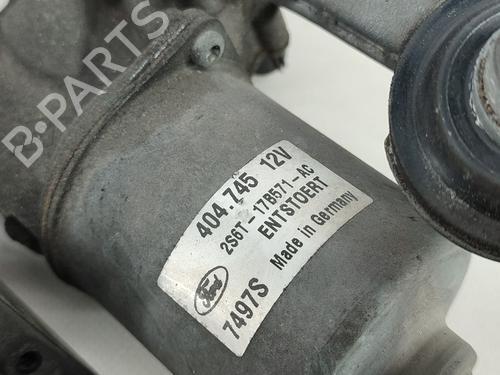 B-PARTS
404.745 12V
2S6T-17B571-AC
ENTSTOERT
Ford
7497S Made in Germany